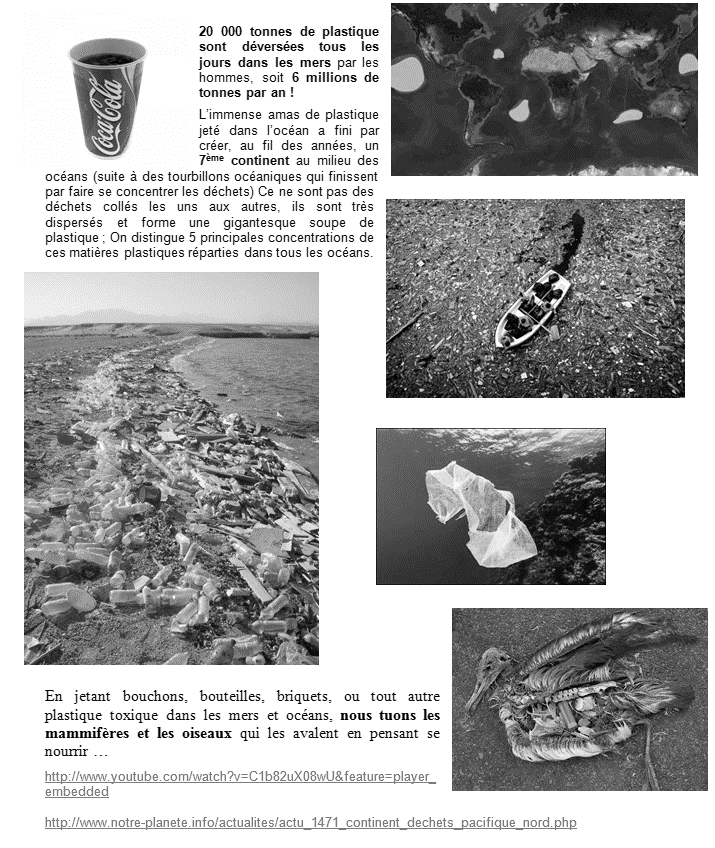 Coca-Cola
20 000 tonnes de plastique
sont déversées tous les
jours dans les mers par les
hommes, soit 6 millions de
tonnes par an !
L'immense amas de plastique
jeté dans l'océan a fini par
créer, au fil des années, un
7ème continent au milieu des
océans (suite à des tourbillons océaniques qui finissent
par faire se concentrer les déchets) Ce ne sont pas des
déchets collés les uns aux autres, ils sont très
dispersés et forme une gigantesque soupe de
plastique ; On distingue 5 principales concentrations de
ces matières plastiques réparties dans tous les océans.
En jetant bouchons, bouteilles, briquets, ou tout autre
plastique toxique dans les mers et océans, nous tuons les
mammifères et les oiseaux qui les avalent en pensant se
nourrir …
http://www.youtube.com/watch?v=C1b82uX08wU&feature=player_
embedded
http://www.notre-planete.info/actualites/actu_1471_continent_dechets_pacifique_nord.php